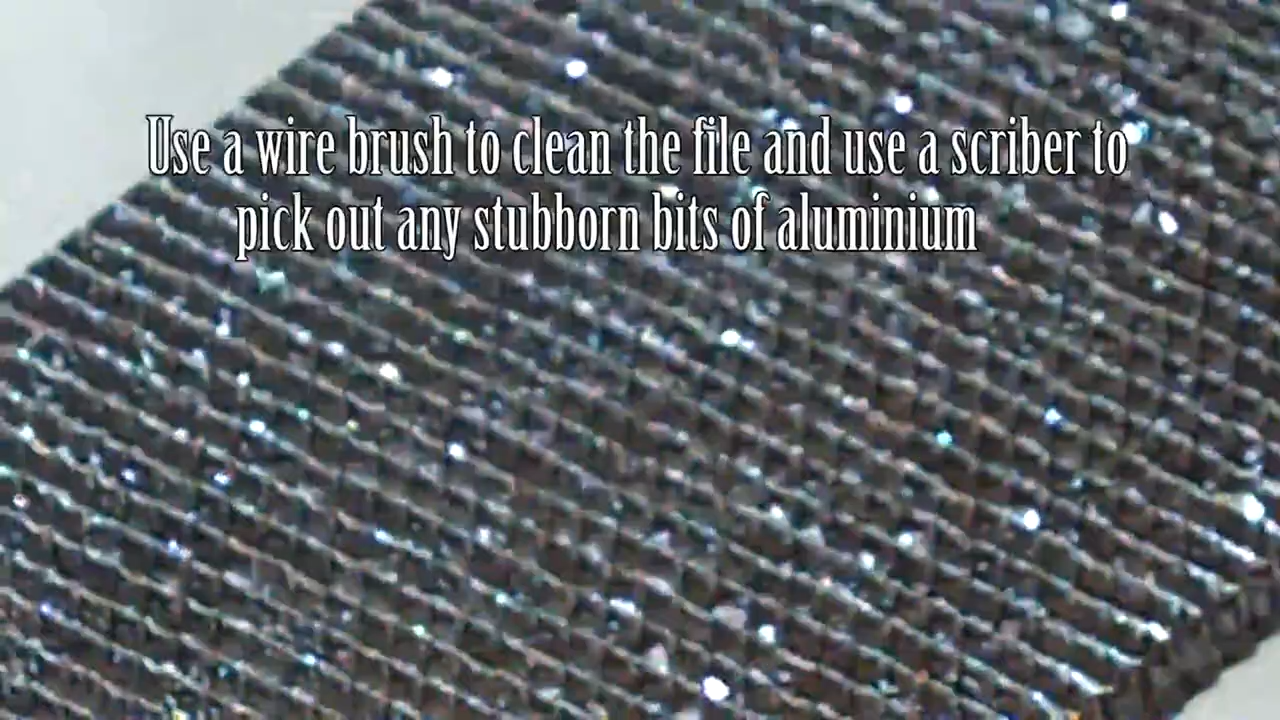 Use a wire brush to clean the file and use a scriber to
pick out any stubborn bits of aluminium